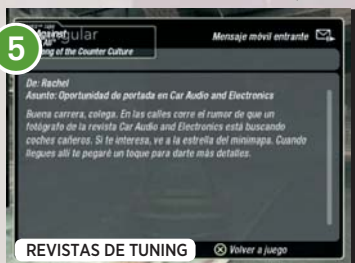 5
Against
gular
All"
ng of the Counter Culture
Mensaje móvil entrante
De: Rachel
Asunto: Oportunidad de portada en Car Audio and Electronics
Buena carrera, colega. En las calles corre el rumor de que un
fotógrafo de la revista Car Audio and Electronics está buscando
coches cañeros. Si te interesa, ve a la estrella del minimapa. Cuando
llegues allí te pegaré un toque para darte más detalles.
REVISTAS DE TUNING
Volver a juego